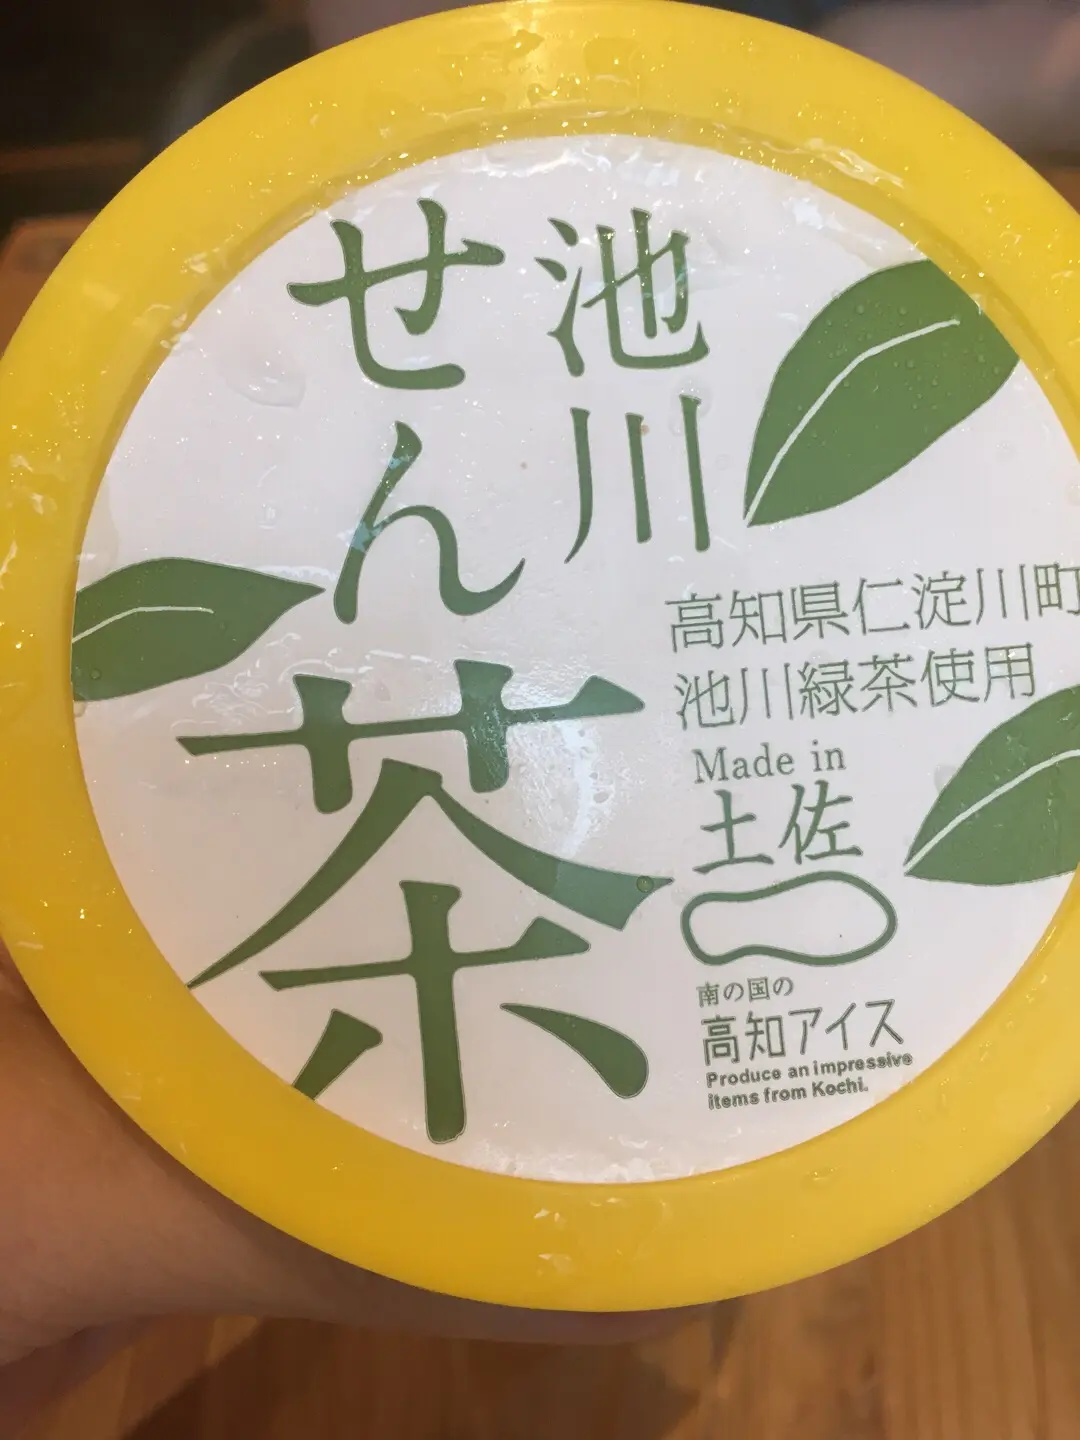 池川
せん茶
高知県仁淀川町
池川緑茶使用
Made in
土佐
南の国の
高知アイス
Produce an impressive
items from Kochi.